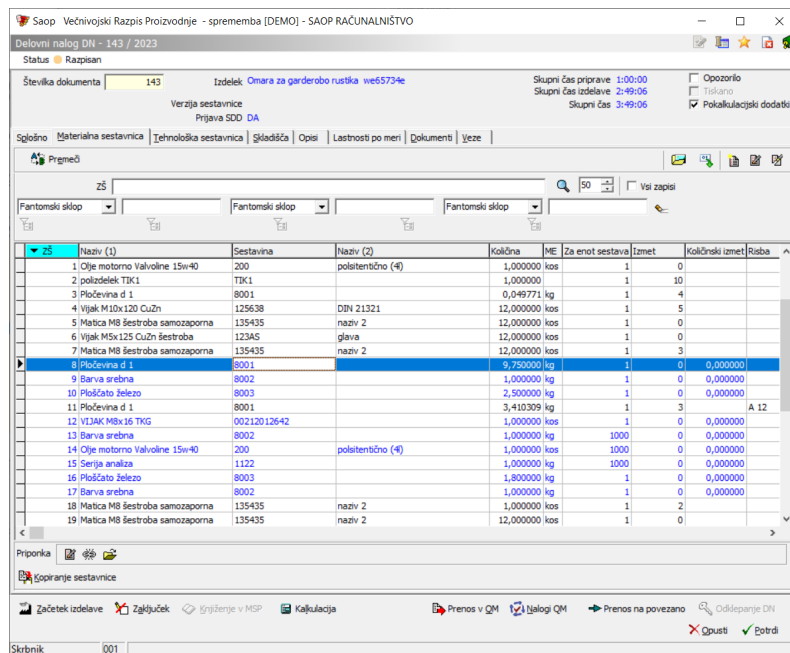 Saop Večnivojski Razpis Proizvodnje - sprememba [DEMO] - SAOP RAČUNALNIŠTVO
Delovni nalog DN - 143 / 2023
Status Razpisan
Številka dokumenta 143 Izdelek Omara za garderobo rustika we65734e Skupni čas priprave 1:00:00 Opozorilo
Skupni čas izdelave 2:49:06 Tiskano
Verzija sestavnice Skupni čas 3:49:06 Pokalkulacijski dodatki
Prijava SDD DA
Splošno Materialna sestavnica Tehnološka sestavnica Skladišča Opisi Lastnosti po meri Dokumenti Veze
Premeči
ZŠ 50 Vsi zapisi
Fantomski sklop Fantomski sklop Fantomski sklop
ZŠ Naziv (1) Sestavina Naziv (2) Količina ME Za enot sestava Izmet Količinski izmet Risba
1 Olje motorno Valvoline 15w40 200 polsitentično (4l) 1,000000 kos 1 0
2 polizdelek TIK1 TIK1 1,000000 1 10
3 Pločevina d 1 8001 0,049771 kg 1 4
4 Vijak M10x120 CuZn 125638 DIN 21321 12,000000 kos 1 5
5 Matica M8 šestroba samozaporna 135435 naziv 2 12,000000 kos 1 0
6 Vijak M5x125 CuZn šestroba 123AS glava 12,000000 kos 1 0
7 Matica M8 šestroba samozaporna 135435 naziv 2 12,000000 kos 1 3
8 Pločevina d 1 8001 9,750000 kg 1 0 0,000000
9 Barva srebna 8002 1,000000 kg 1 0 0,000000
10 Ploščato železo 8003 2,500000 kg 1 0 0,000000
11 Pločevina d 1 8001 3,410309 kg 1 3 A 12
12 VIJAK M8x16 TKG 00212012642 1,000000 kos 1 0 0,000000
13 Barva srebna 8002 1,000000 kg 1000 0 0,000000
14 Olje motorno Valvoline 15w40 200 polsitentično (4l) 1,000000 kos 1000 0 0,000000
15 Serija analiza 1122 1,000000 kg 1000 0 0,000000
16 Ploščato železo 8003 1,800000 kg 1 0 0,000000
17 Barva srebna 8002 1,000000 kg 1 0 0,000000
18 Matica M8 šestroba samozaporna 135435 naziv 2 1,000000 kos 1 2
19 Matica M8 šestroba samozaporna 135435 naziv 2 12,000000 kos 1 0
Priponka
Kopiranje sestavnice
Začetek izdelave Zaključek Knjiženje v MSP Kalkulacija Prenos v QM Nalogi QM Prenos na povezano Odklepanje DN
Opusti Potrdi
Skrbnik 001